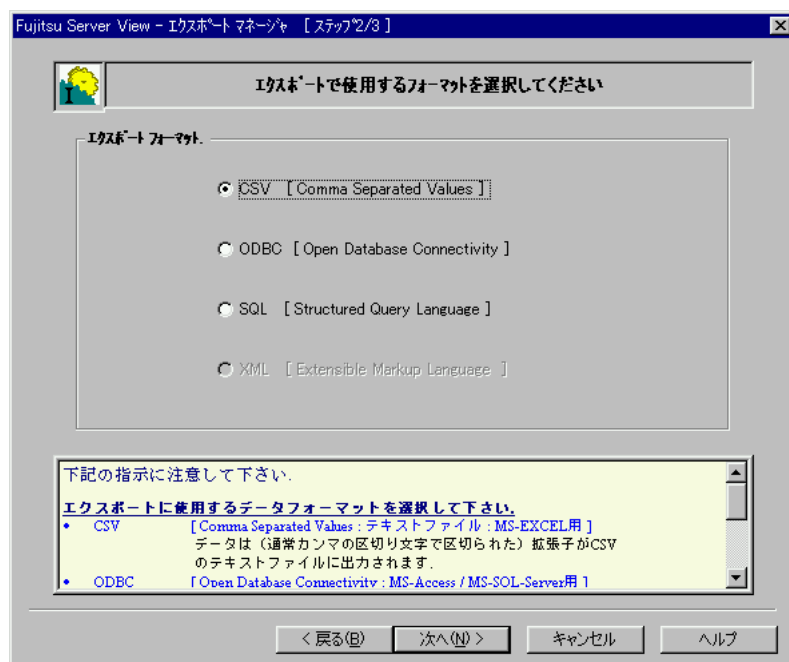 Fujitsu Server View - ｴｸｽﾎﾟｰﾄ ﾏﾈｰｼﾞｬ [ ｽﾃｯﾌﾟ2/3 ]
ｴｸｽﾎﾟｰﾄで使用するﾌｫｰﾏｯﾄを選択してください
ｴｸｽﾎﾟｰﾄ ﾌｫｰﾏｯﾄ.
CSV [ Comma Separated Values ]
ODBC [ Open Database Connectivity ]
SQL [ Structured Query Language ]
XML [ Extensible Markup Language ]
下記の指示に注意して下さい.
エクスポートに使用するデータフォーマットを選択して下さい.
• CSV [ Comma Separated Values : テキストファイル : MS-EXCEL用 ]
データは（通常カンマの区切り文字で区切られた）拡張子がCSV
のテキストファイルに出力されます.
• ODBC [ Open Database Connectivity : MS-Access / MS-SQL-Server用 ]
< 戻る(B) 次へ(N) > キャンセル ヘルプ